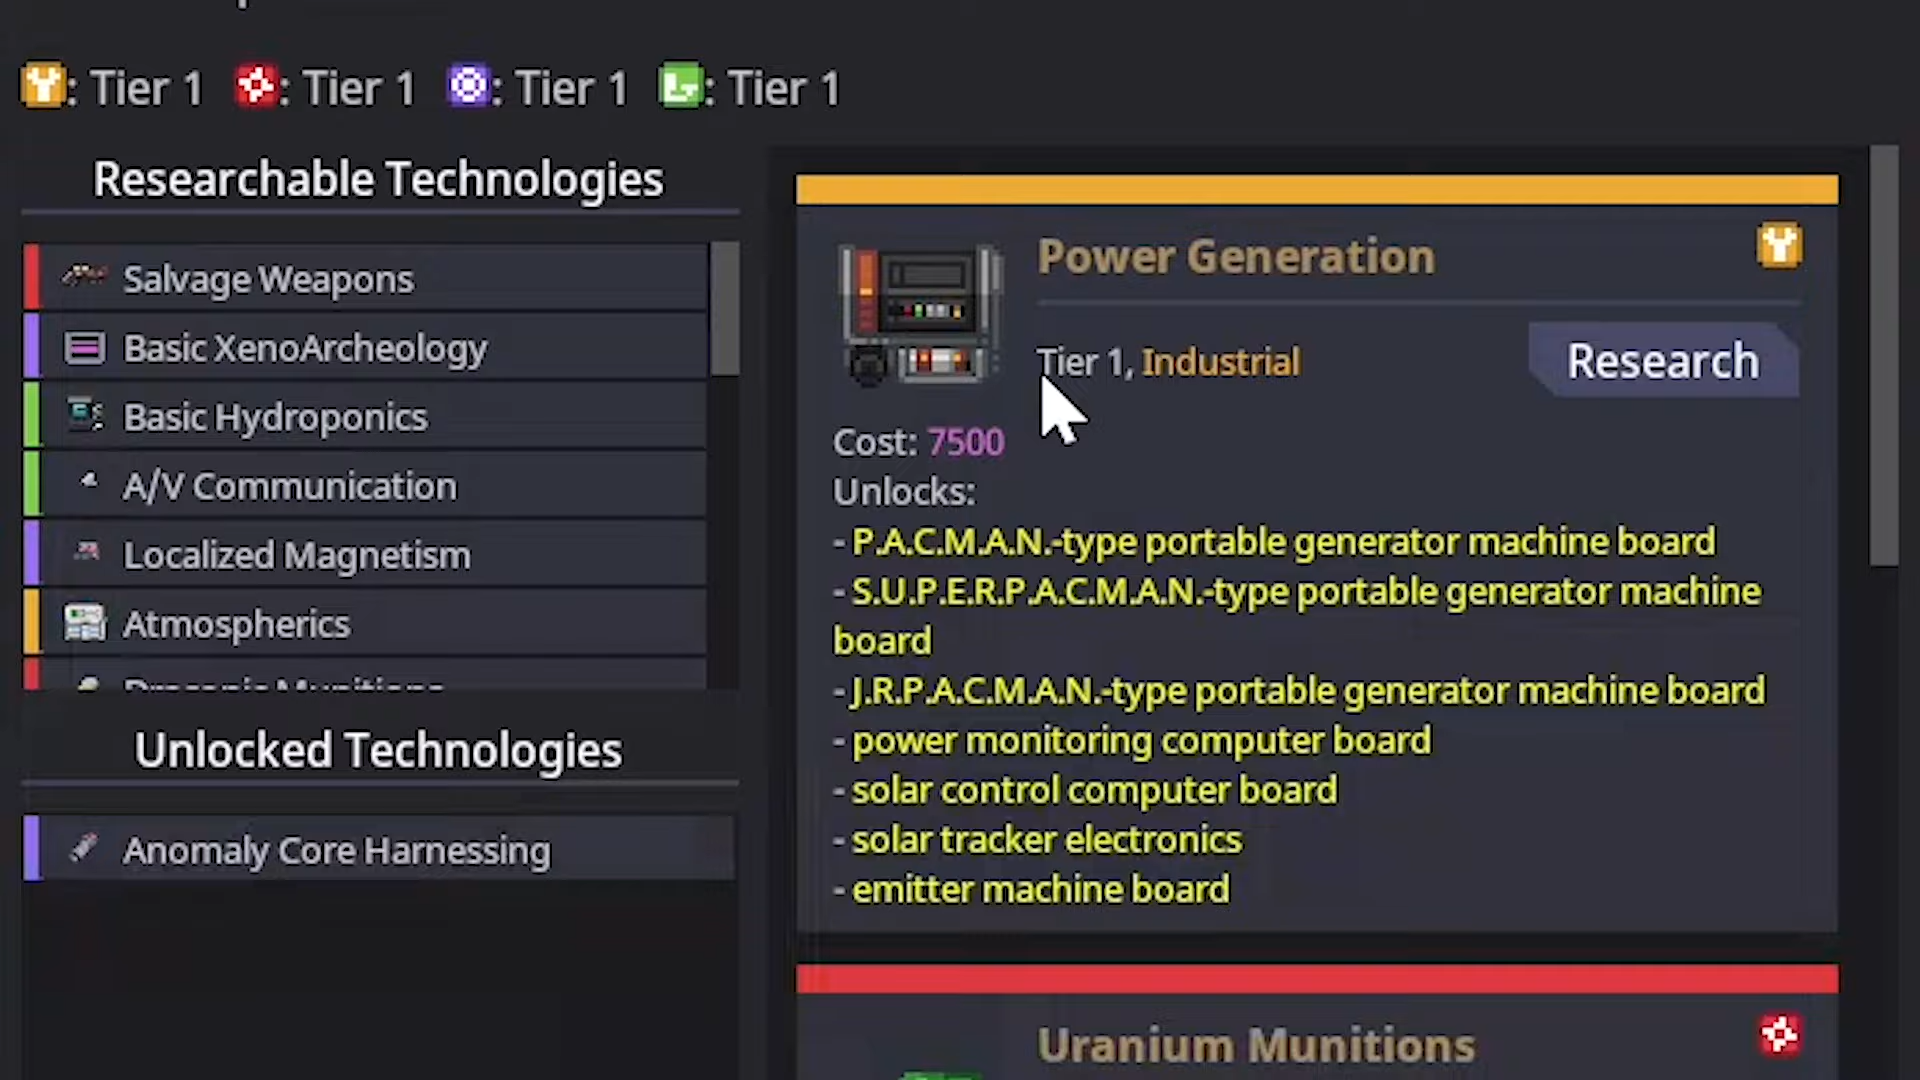 : Tier 1 : Tier 1 : Tier 1 : Tier 1
Researchable Technologies
Salvage Weapons
Basic XenoArcheology
Basic Hydroponics
A/V Communication
Localized Magnetism
Atmospherics
Unlocked Technologies
Anomaly Core Harnessing
Power Generation
Tier 1, Industrial
Research
Cost: 7500
Unlocks:
- P.A.C.M.A.N.-type portable generator machine board
- S.U.P.E.R.P.A.C.M.A.N.-type portable generator machine
board
- J.R.P.A.C.M.A.N.-type portable generator machine board
- power monitoring computer board
- solar control computer board
- solar tracker electronics
- emitter machine board
Uranium Munitions